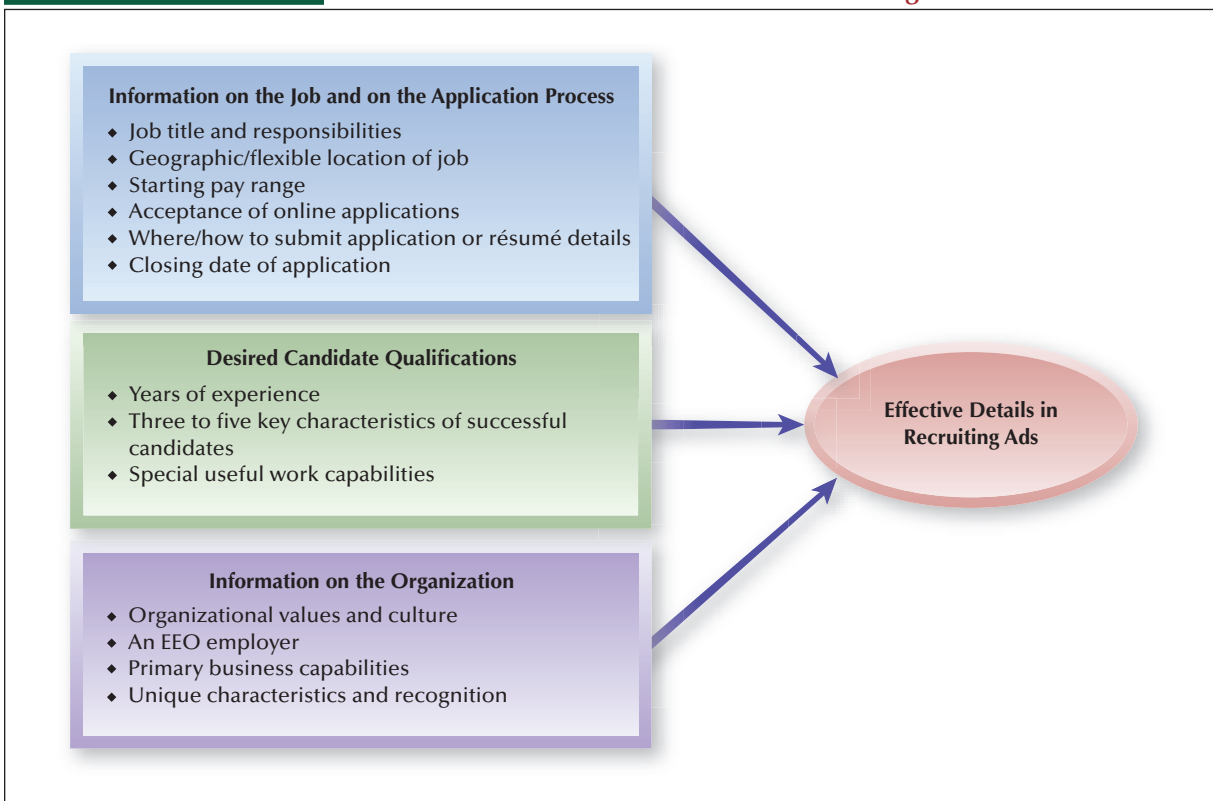 Information on the Job and on the Application Process
◆ Job title and responsibilities
◆ Geographic/flexible location of job
◆ Starting pay range
◆ Acceptance of online applications
◆ Where/how to submit application or résumé details
◆ Closing date of application
Desired Candidate Qualifications
◆ Years of experience
◆ Three to five key characteristics of successful
candidates
◆ Special useful work capabilities
Information on the Organization
◆ Organizational values and culture
◆ An EEO employer
◆ Primary business capabilities
◆ Unique characteristics and recognition
Effective Details in
Recruiting Ads